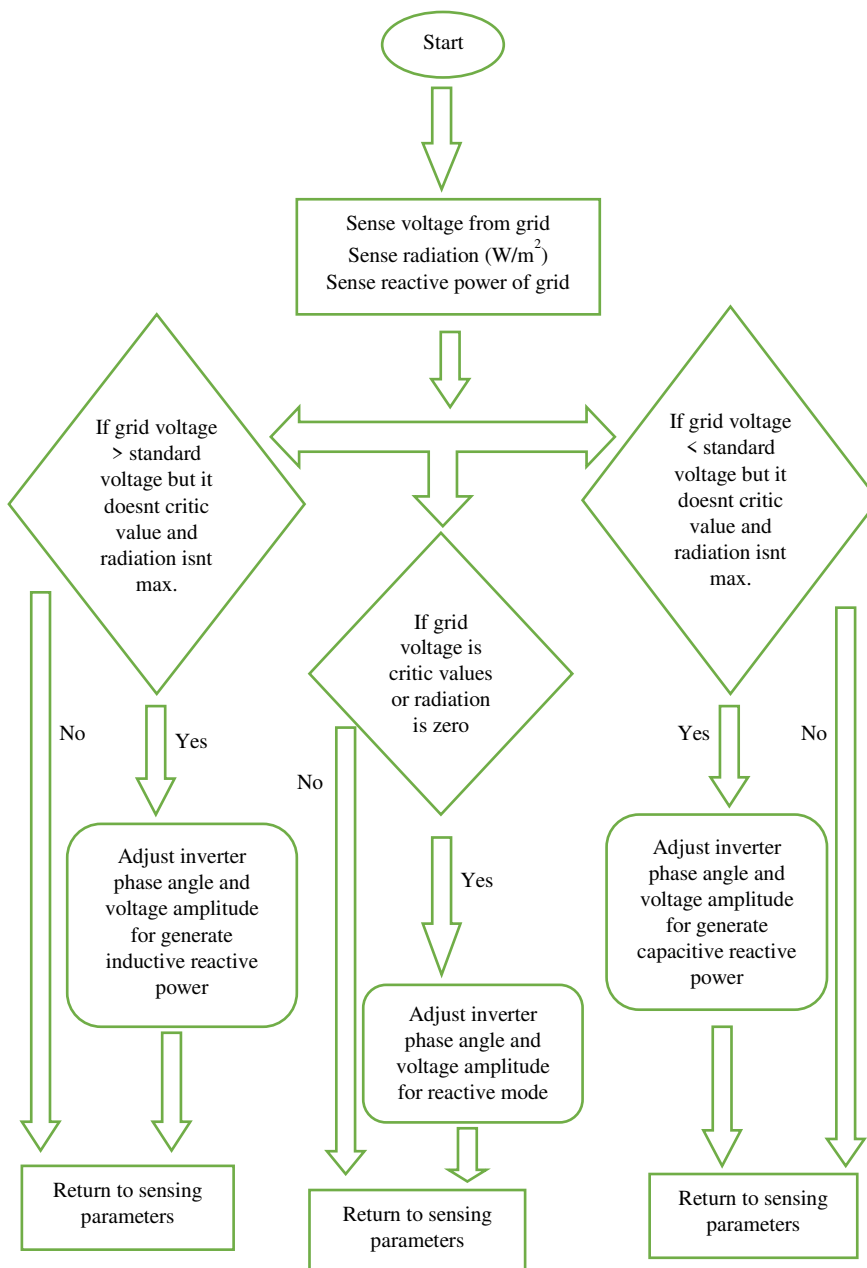 Start
Sense voltage from grid
Sense radiation (W/m²)
Sense reactive power of grid
If grid voltage
> standard
voltage but it
doesnt critic
value and
radiation isnt
max.
If grid
voltage is
critic values
or radiation
is zero
If grid voltage
< standard
voltage but it
doesnt critic
value and
radiation isnt
max.
No
Yes
No
Yes
Yes
No
Adjust inverter
phase angle and
voltage amplitude
for generate
inductive reactive
power
Adjust inverter
phase angle and
voltage amplitude
for reactive mode
Adjust inverter
phase angle and
voltage amplitude
for generate
capacitive reactive
power
Return to sensing
parameters
Return to sensing
parameters
Return to sensing
parameters